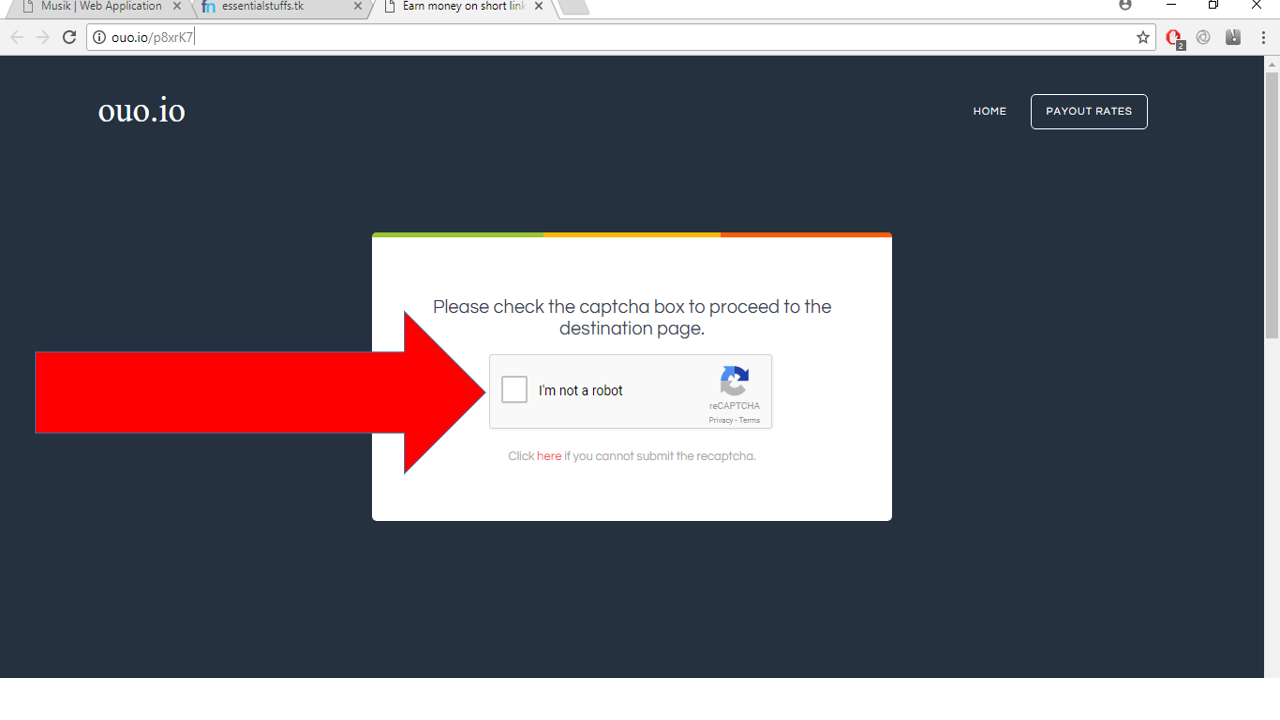 Musik | Web Application
essentialstuffs.tk
Earn money on short link
ouo.io/p8xrK7
2
ouo.io
HOME
PAYOUT RATES
Please check the captcha box to proceed to the
destination page.
I'm not a robot
reCAPTCHA
Privacy - Terms
Click here if you cannot submit the recaptcha.